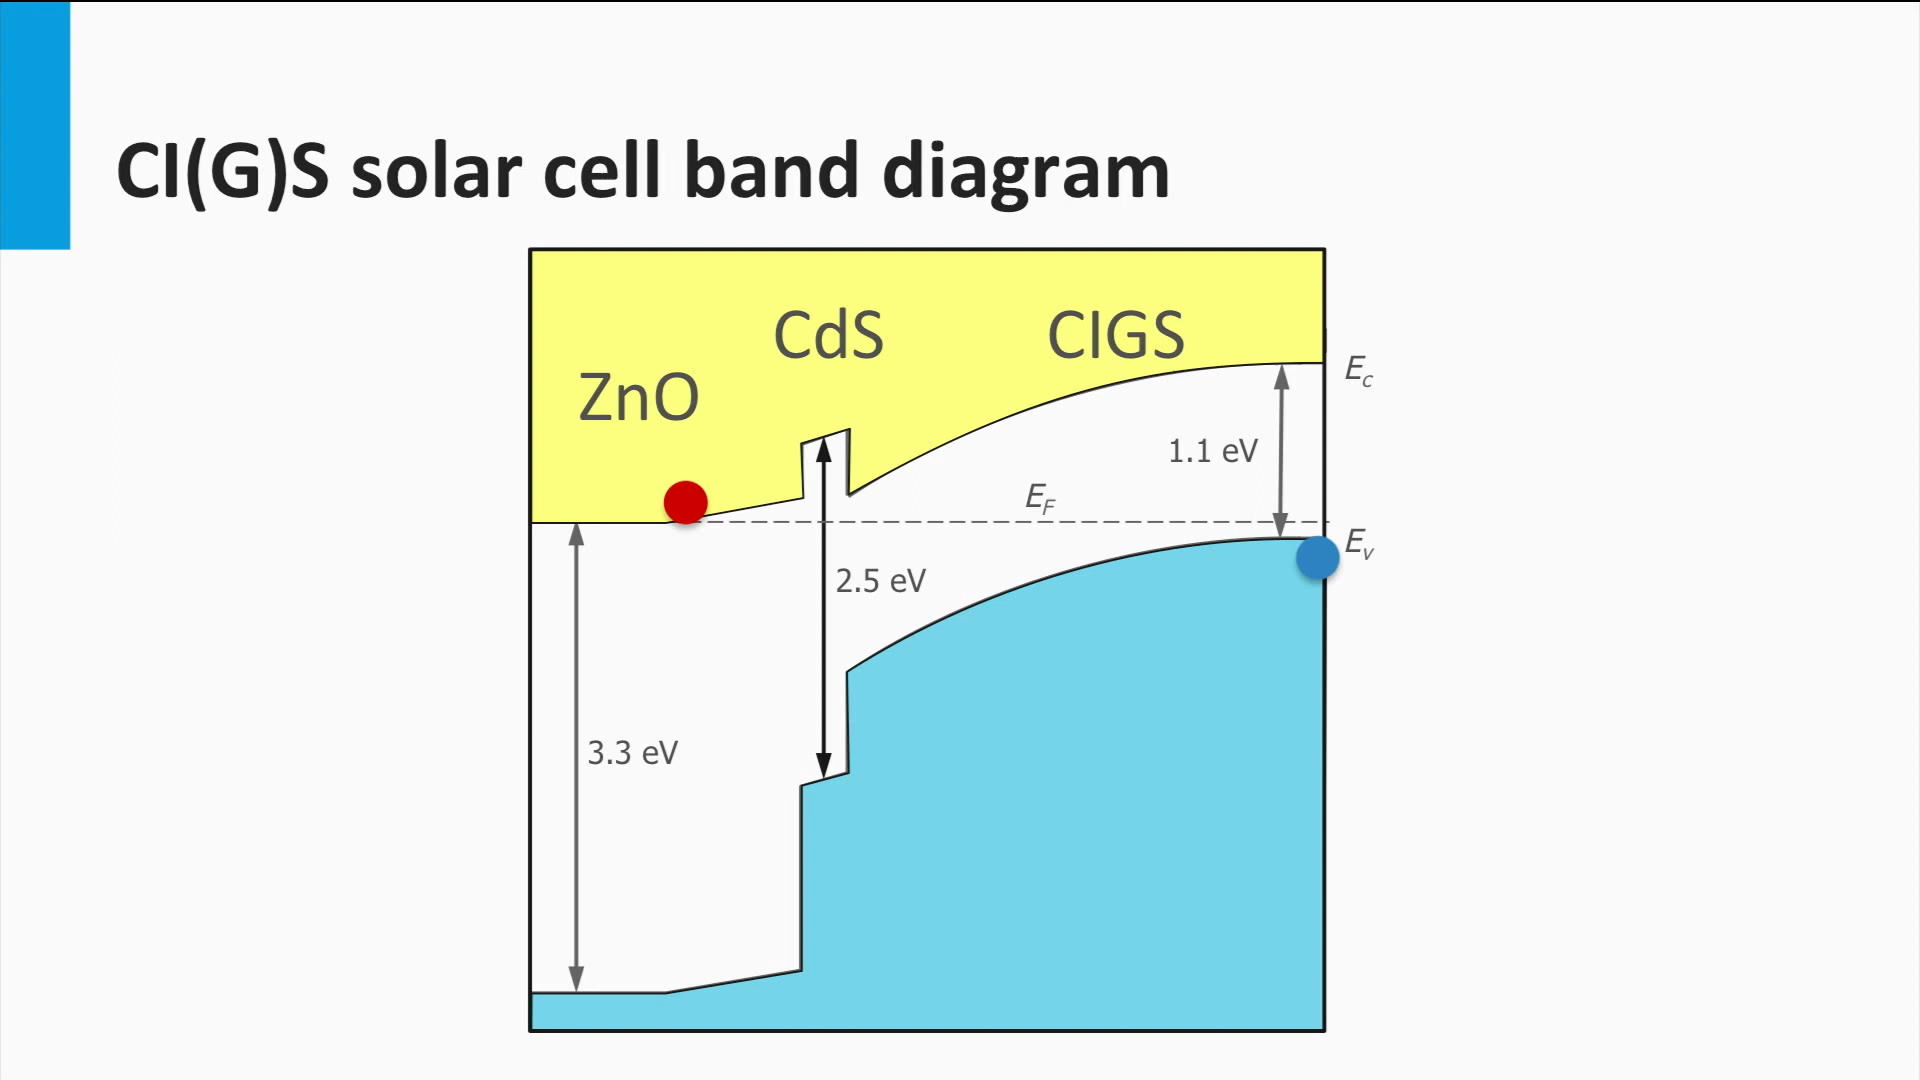 CI(G)S solar cell band diagram
CdS
CIGS
ZnO
Ec
1.1 eV
EF
Ev
2.5 eV
3.3 eV